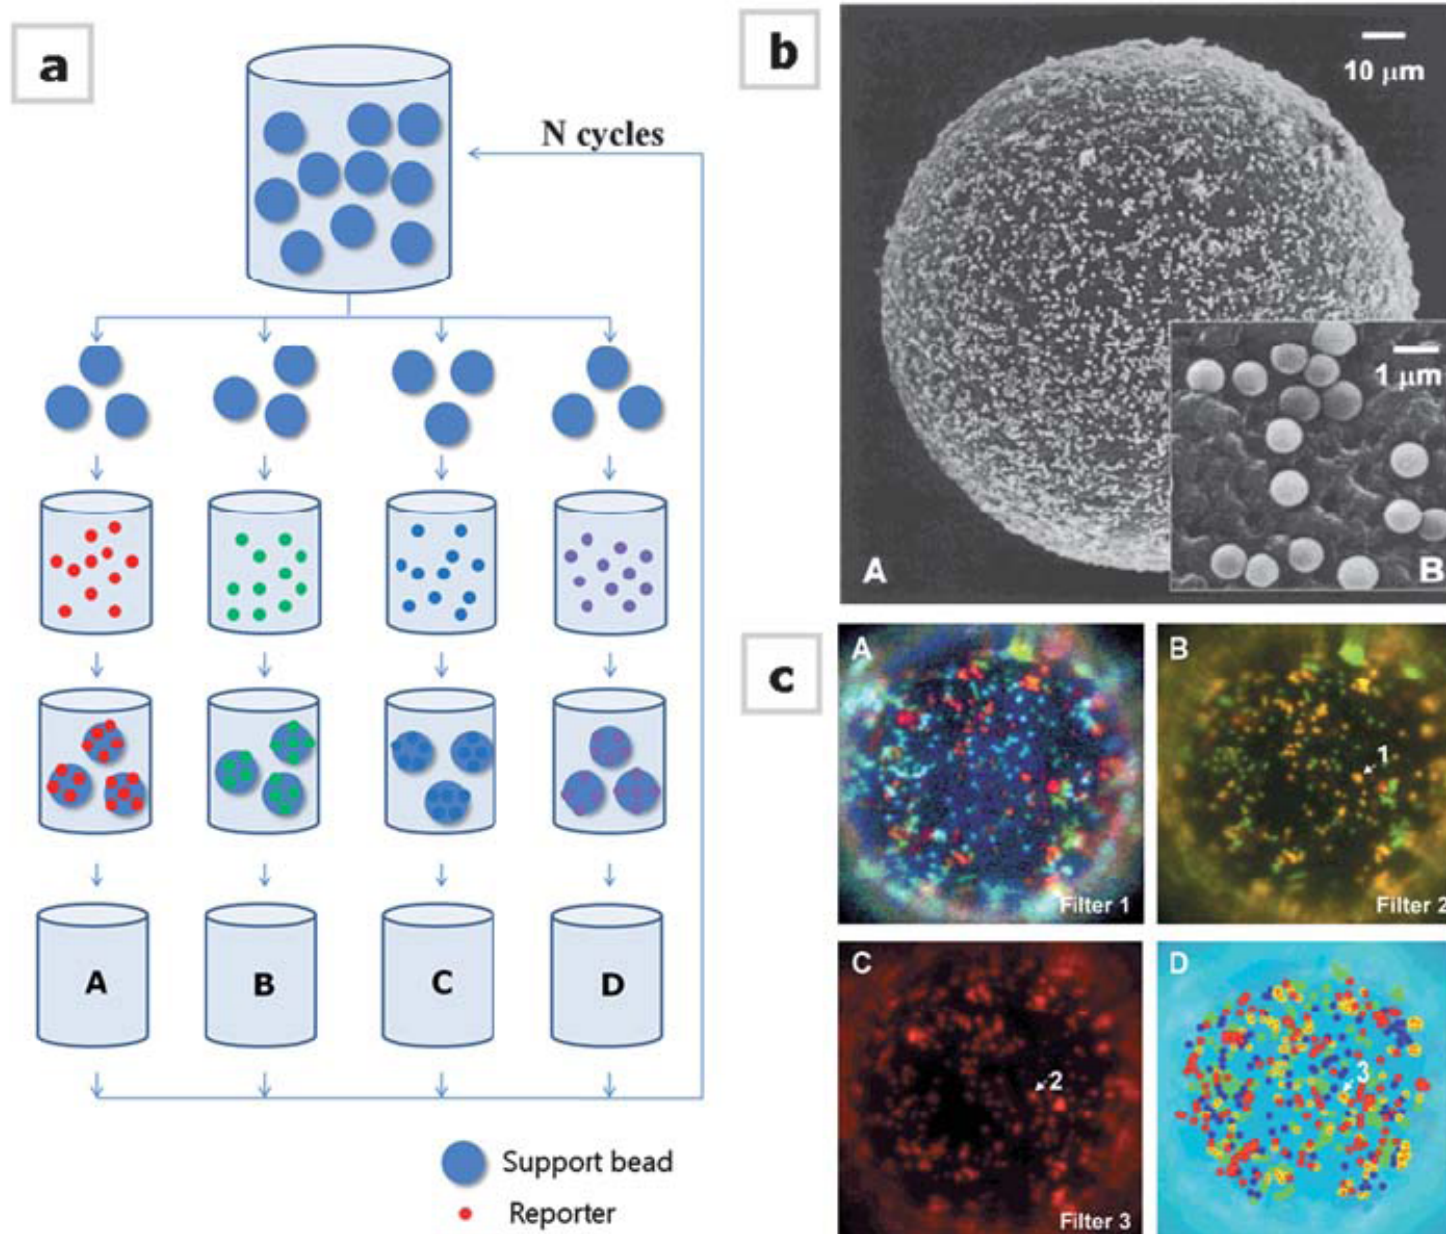 a
N cycles
A
B
C
D
Support bead
Reporter
b
10 μm
1 μm
A
B
c
A
Filter 1
B
1
Filter 2
C
2
Filter 3
D
3